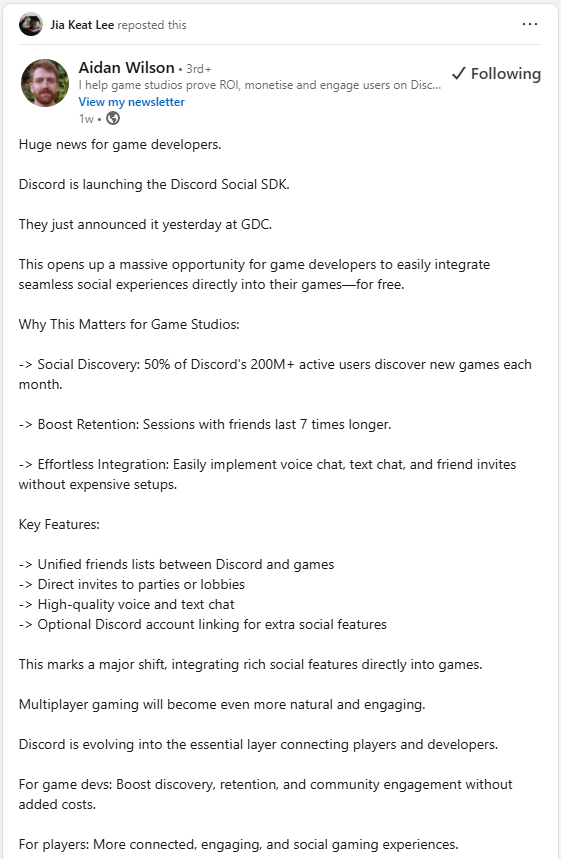 Jia Keat Lee reposted this
Aidan Wilson • 3rd+
I help game studios prove ROI, monetise and engage users on Disc...
✓ Following
View my newsletter
1w •
Huge news for game developers.
Discord is launching the Discord Social SDK.
They just announced it yesterday at GDC.
This opens up a massive opportunity for game developers to easily integrate
seamless social experiences directly into their games—for free.
Why This Matters for Game Studios:
-> Social Discovery: 50% of Discord's 200M+ active users discover new games each
month.
-> Boost Retention: Sessions with friends last 7 times longer.
-> Effortless Integration: Easily implement voice chat, text chat, and friend invites
without expensive setups.
Key Features:
-> Unified friends lists between Discord and games
-> Direct invites to parties or lobbies
-> High-quality voice and text chat
-> Optional Discord account linking for extra social features
This marks a major shift, integrating rich social features directly into games.
Multiplayer gaming will become even more natural and engaging.
Discord is evolving into the essential layer connecting players and developers.
For game devs: Boost discovery, retention, and community engagement without
added costs.
For players: More connected, engaging, and social gaming experiences.